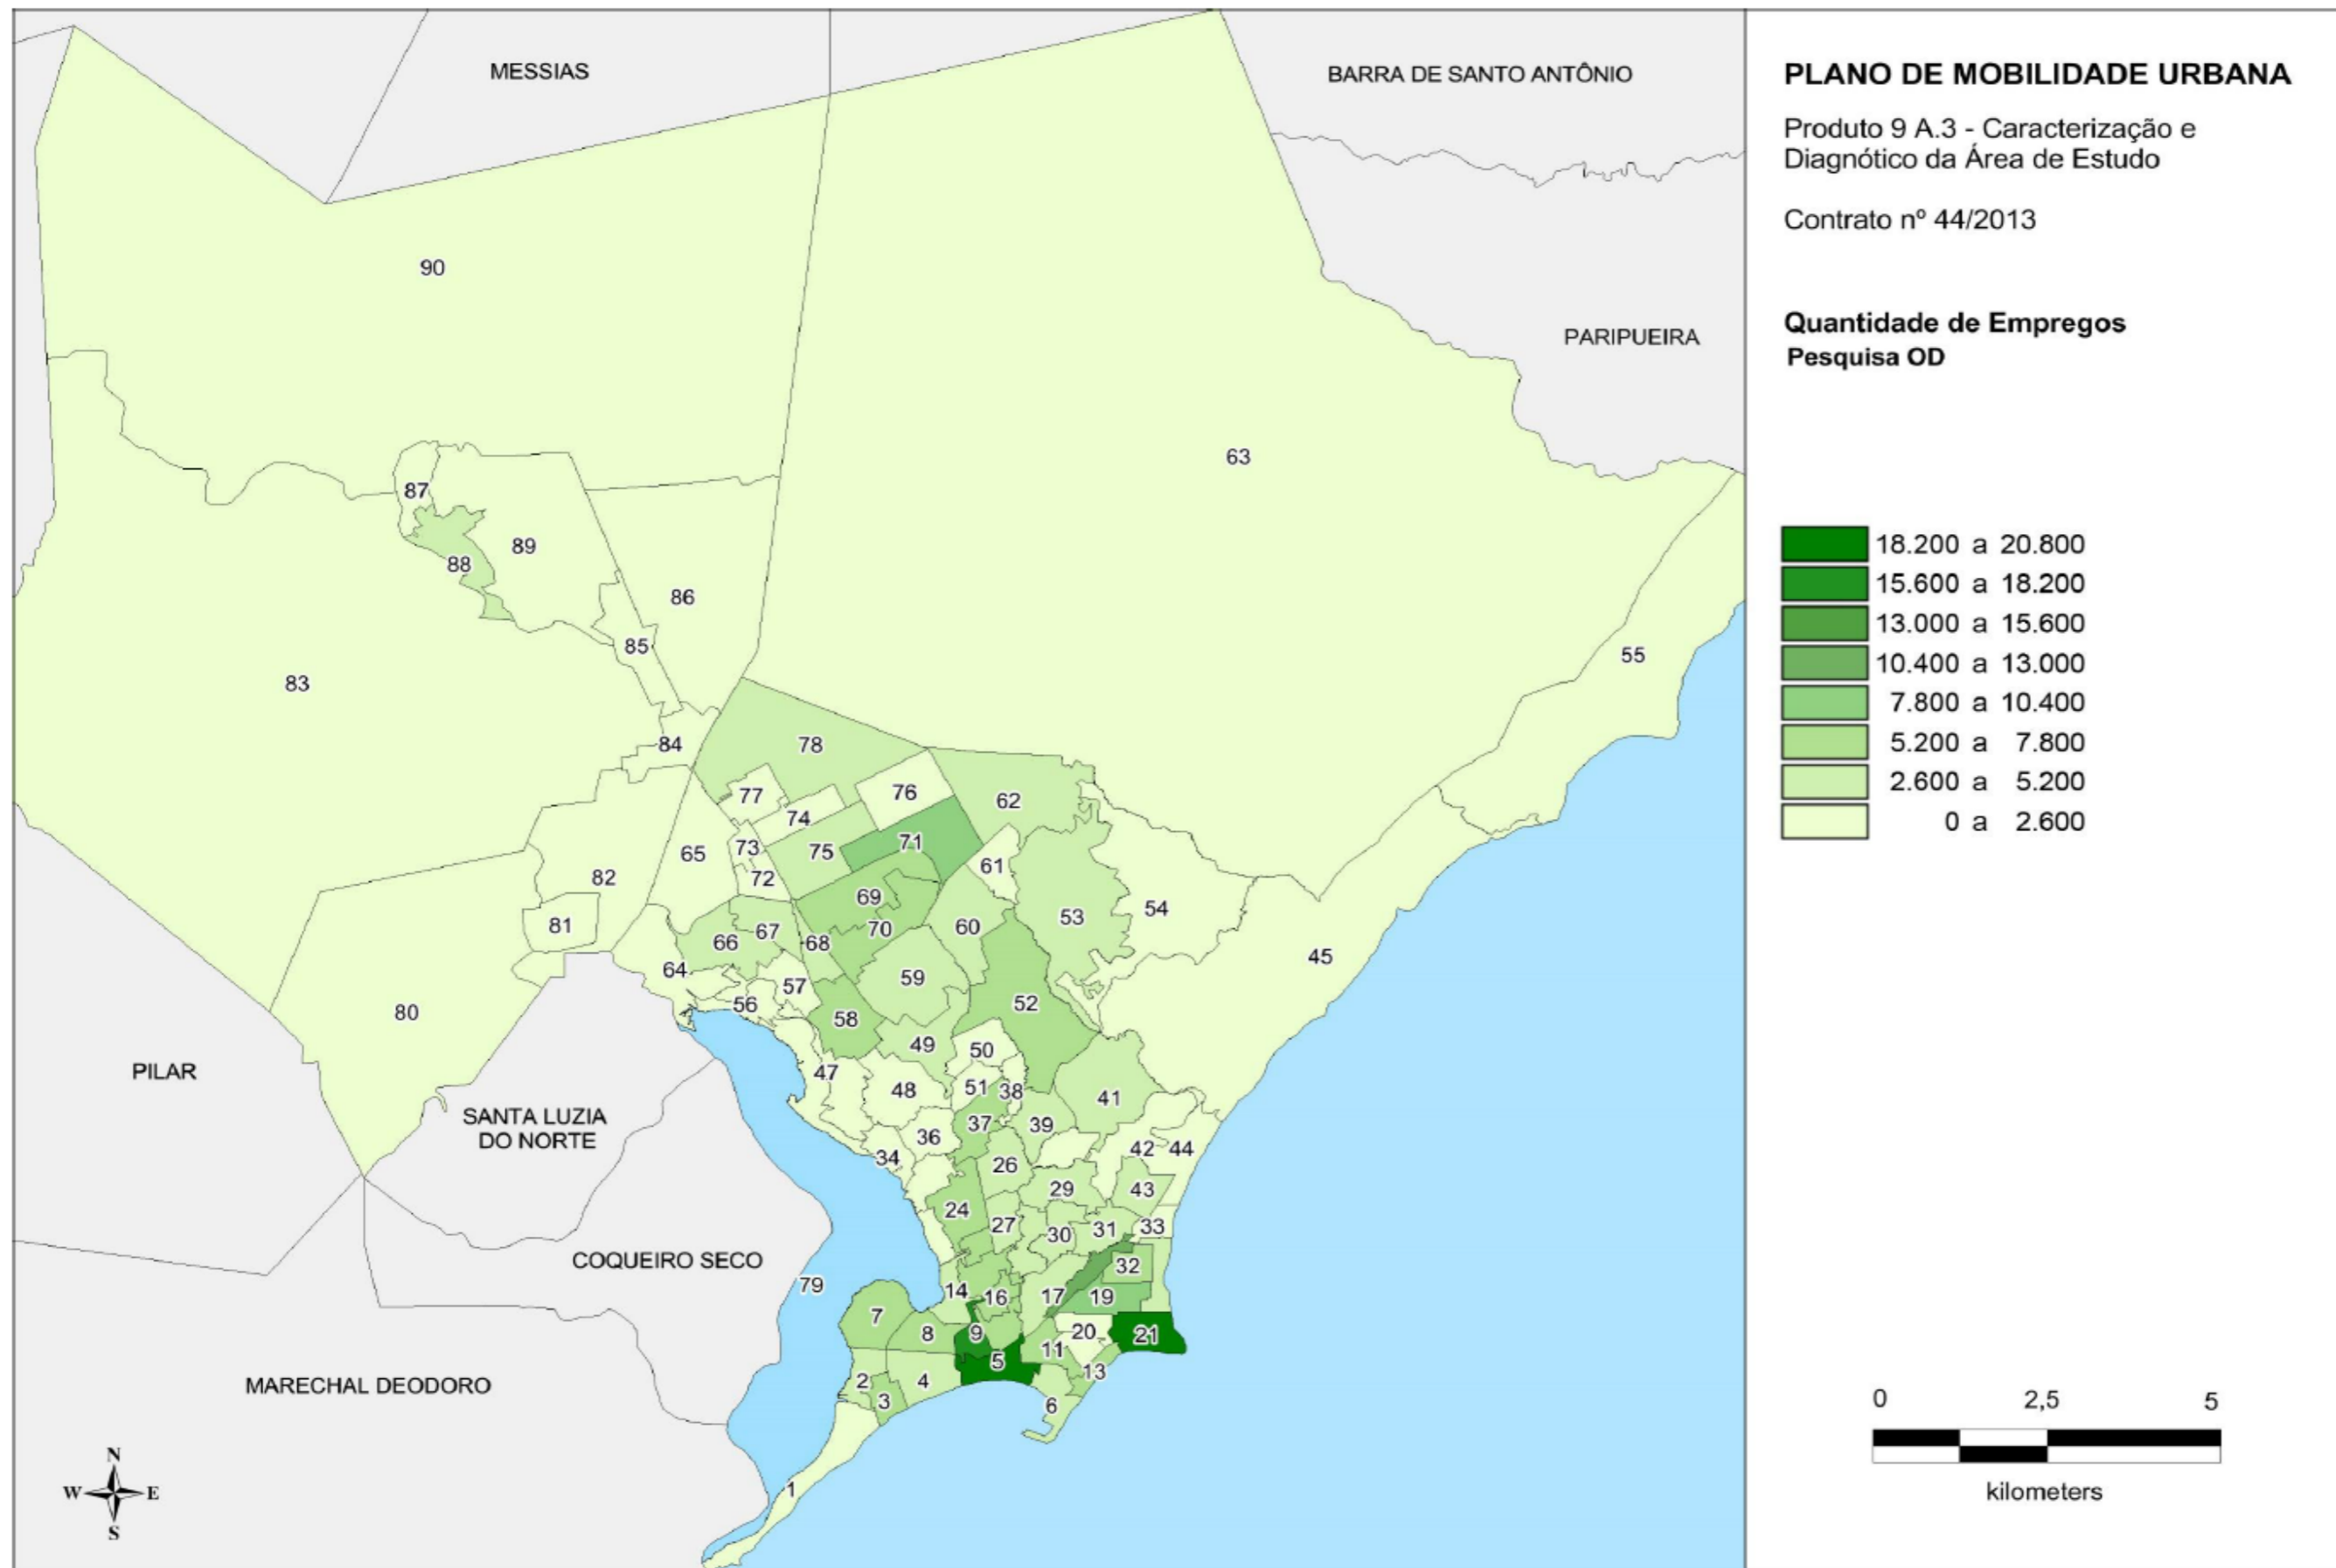 MESSIAS
BARRA DE SANTO ANTÔNIO
PARIPUEIRA
90
63
87
89
88
86
85
55
83
84
78
77
76
62
74
73
75
71
65
61
72
82
69
81
53
54
70
60
67
66
68
64
45
59
57
56
52
80
58
49
50
PILAR
47
48
51
38
41
SANTA LUZIA
DO NORTE
37
39
36
42
44
34
26
29
43
24
27
30
31
33
COQUEIRO SECO
32
79
14
16
17
19
7
8
9
20
21
11
5
13
MARECHAL DEODORO
2
4
3
6
1
N
W
E
S
PLANO DE MOBILIDADE URBANA
Produto 9 A.3 - Caracterização e
Diagnótico da Área de Estudo
Contrato nº 44/2013
Quantidade de Empregos
Pesquisa OD
18.200 a 20.800
15.600 a 18.200
13.000 a 15.600
10.400 a 13.000
7.800 a 10.400
5.200 a 7.800
2.600 a 5.200
0 a 2.600
0 2,5 5
kilometers